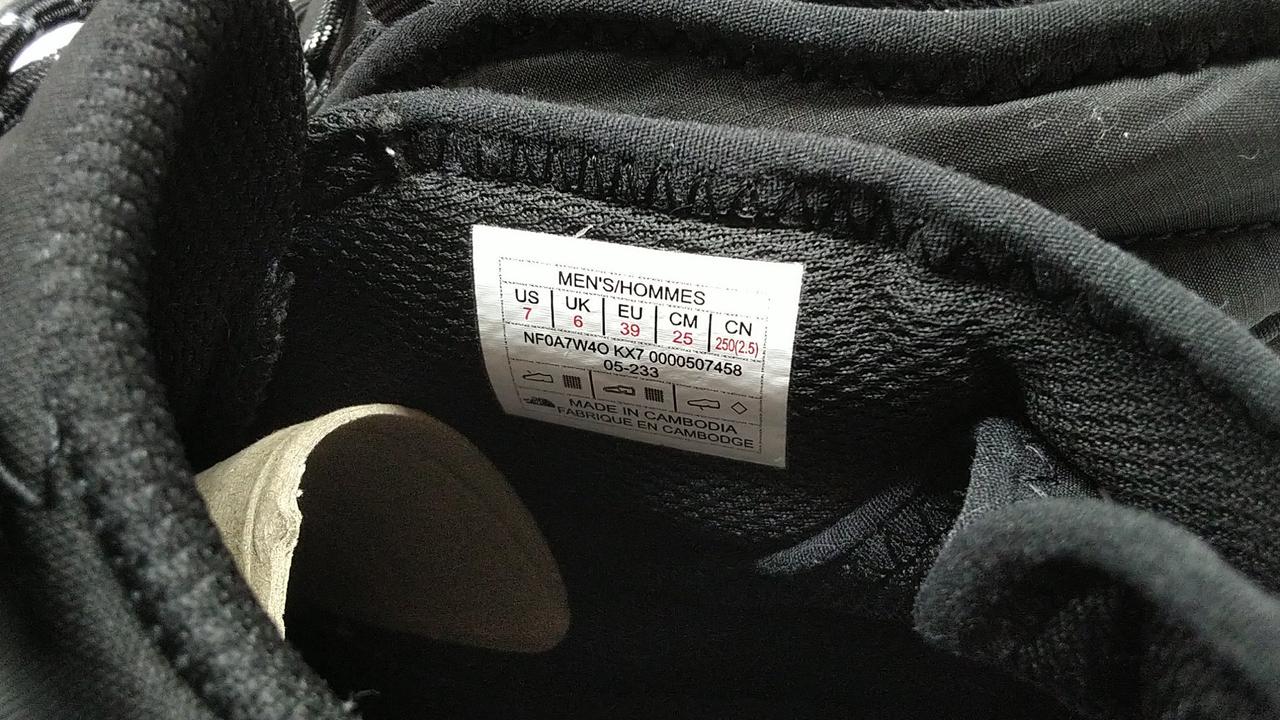 MEN'S/HOMMES
US UK EU CM CN
7 6 39 25 250(2.5)
NF0A7W4O KX7 0000507458
05-233
MADE IN CAMBODIA
FABRIQUE EN CAMBODGE